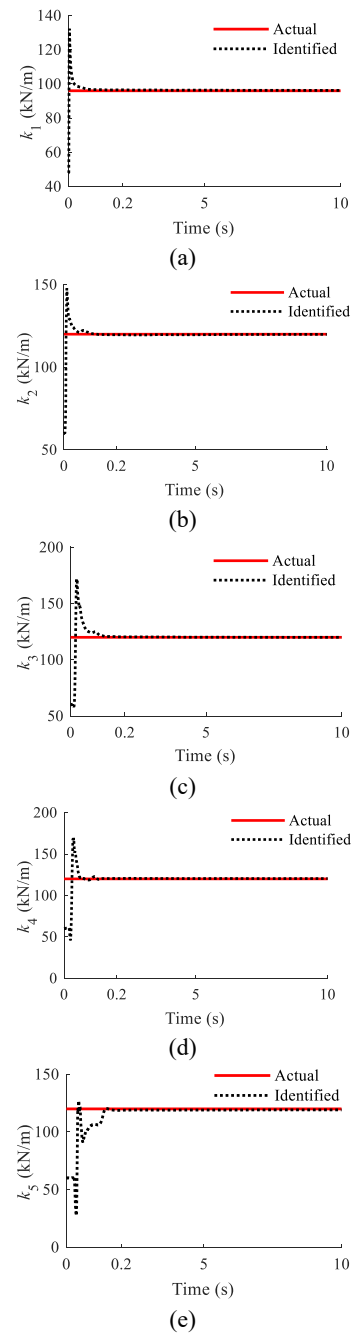 140
Actual
120
Identified
100
80
60
40
k1 (kN/m)
0 0.2 5 10
Time (s)
(a)
150
Actual
Identified
100
50
k2 (kN/m)
0 0.2 5 10
Time (s)
(b)
200
Actual
Identified
150
100
50
k3 (kN/m)
0 0.2 5 10
Time (s)
(c)
200
Actual
Identified
150
100
50
0
k4 (kN/m)
0 0.2 5 10
Time (s)
(d)
150
Actual
Identified
100
50
0
k5 (kN/m)
0 0.2 5 10
Time (s)
(e)